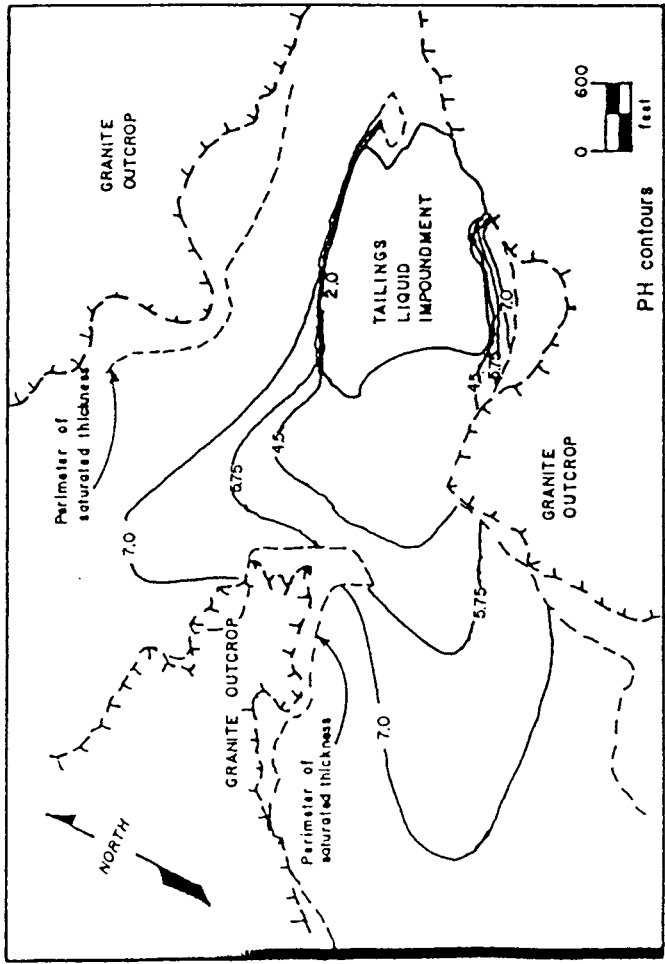 GRANITE
OUTCROP
Perimeter of
saturated thickness
7.0
5.75
4.5
2.0
TAILINGS
LIQUID
IMPOUNDMENT
0 600
feet
PH contours
4.5
5.75
7.0
GRANITE
OUTCROP
5.75
7.0
GRANITE OUTCROP
Perimeter of
saturated thickness
NORTH